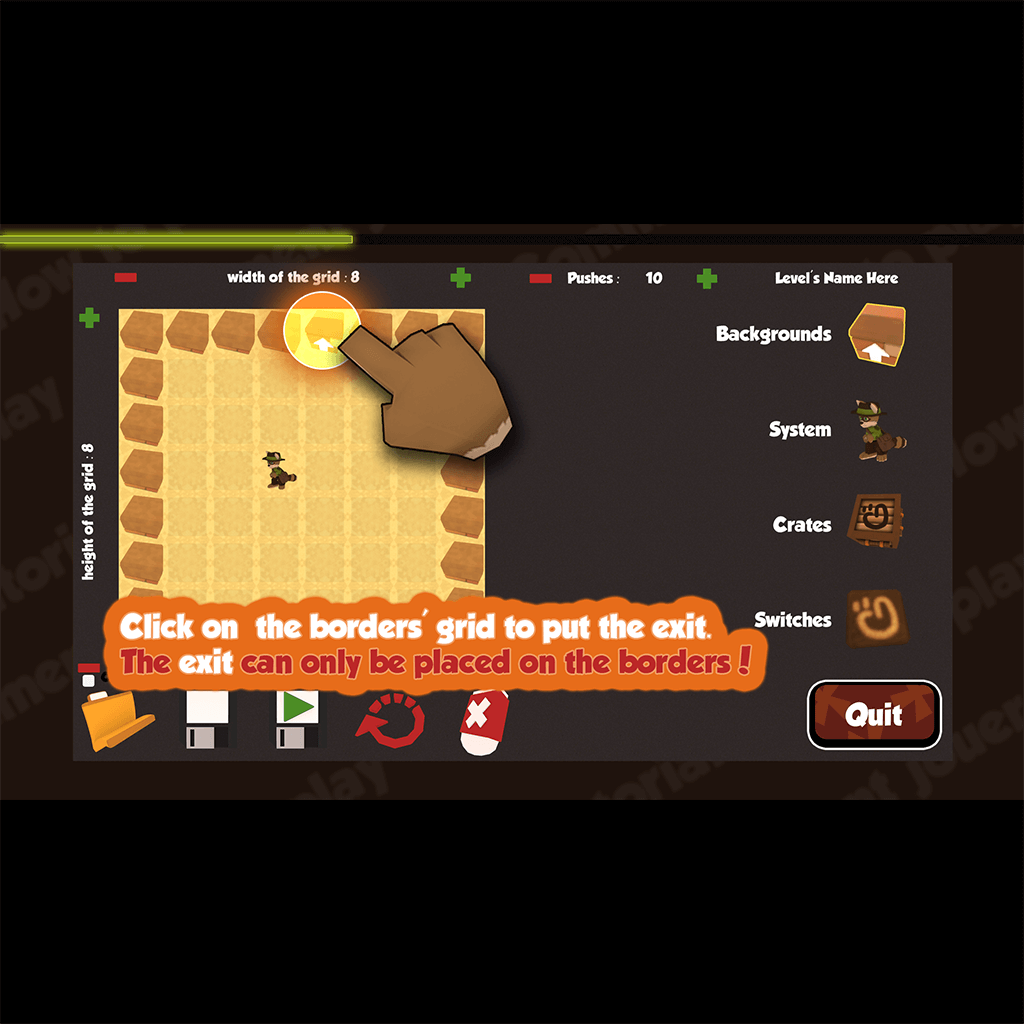 width of the grid : 8
Pushes : 10
Level's Name Here
Backgrounds
System
height of the grid : 8
Crates
Switches
Click on the borders' grid to put the exit.
The exit can only be placed on the borders !
Quit